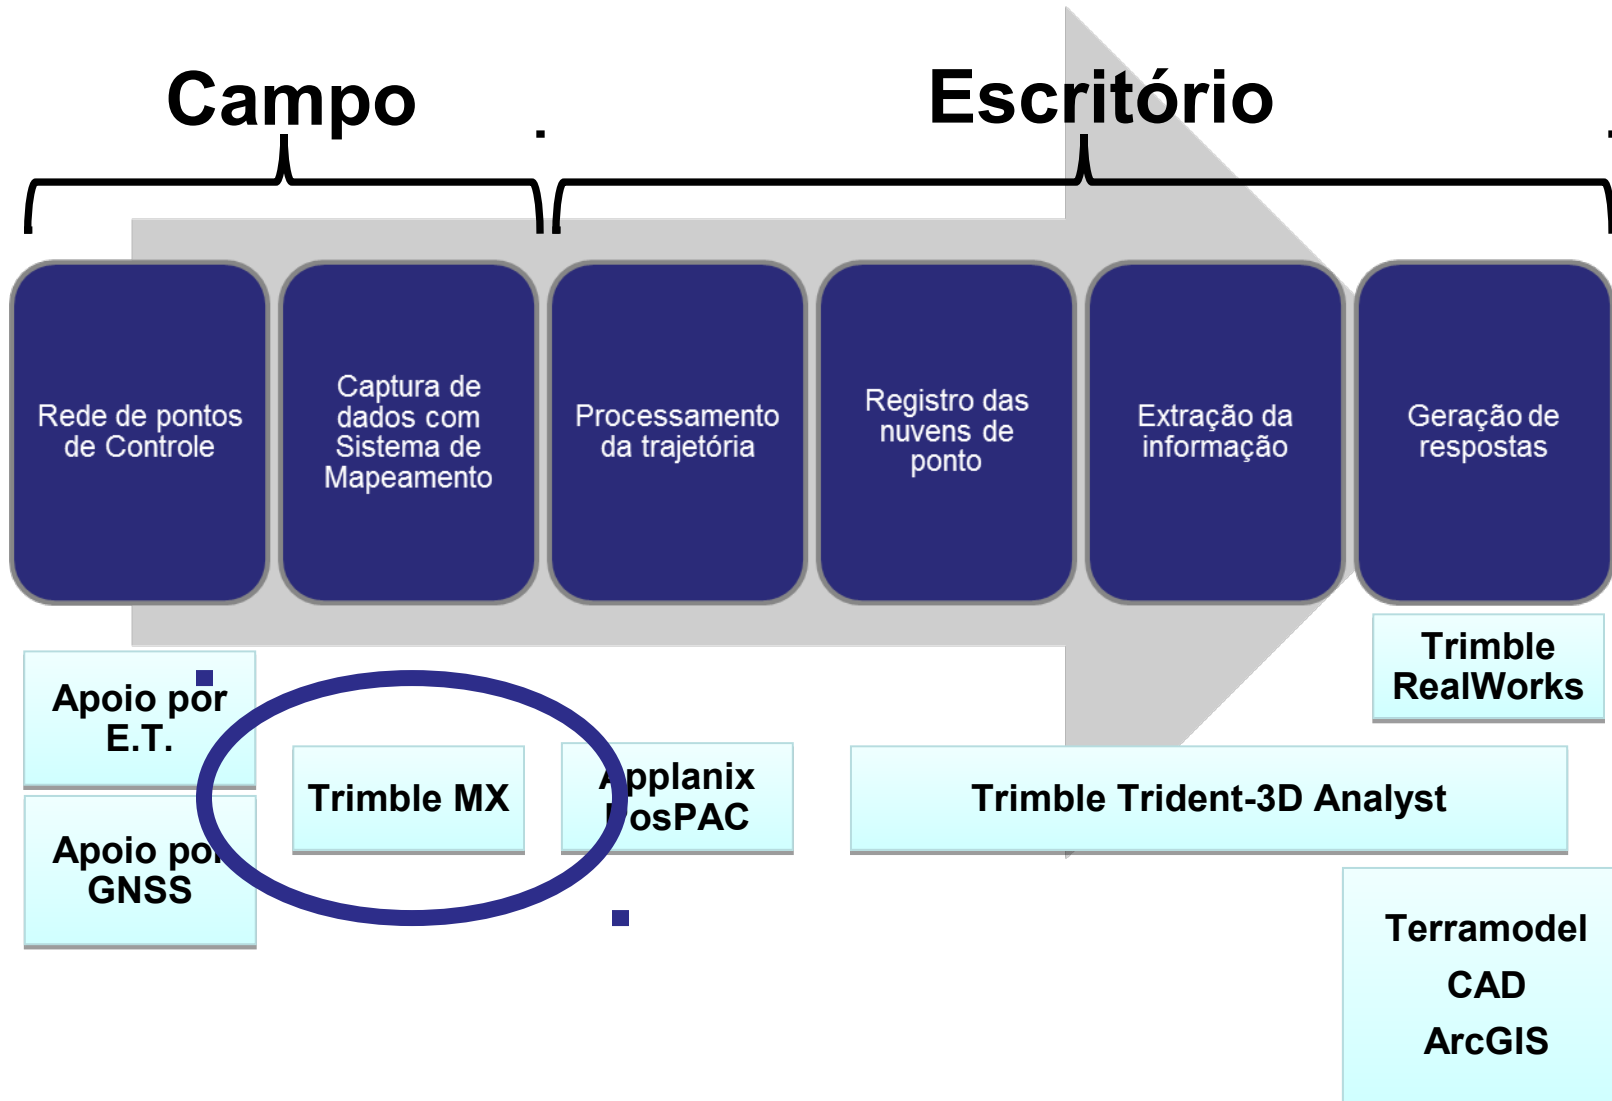 Campo
Escritório
Rede de pontos
de Controle
Captura de
dados com
Sistema de
Mapeamento
Processamento
da trajetória
Registro das
nuvens de
ponto
Extração da
informação
Geração de
respostas
Apoio por
E.T.
Apoio por
GNSS
Trimble MX
Applanix
PosPAC
Trimble Trident-3D Analyst
Trimble
RealWorks
Terramodel
CAD
ArcGIS